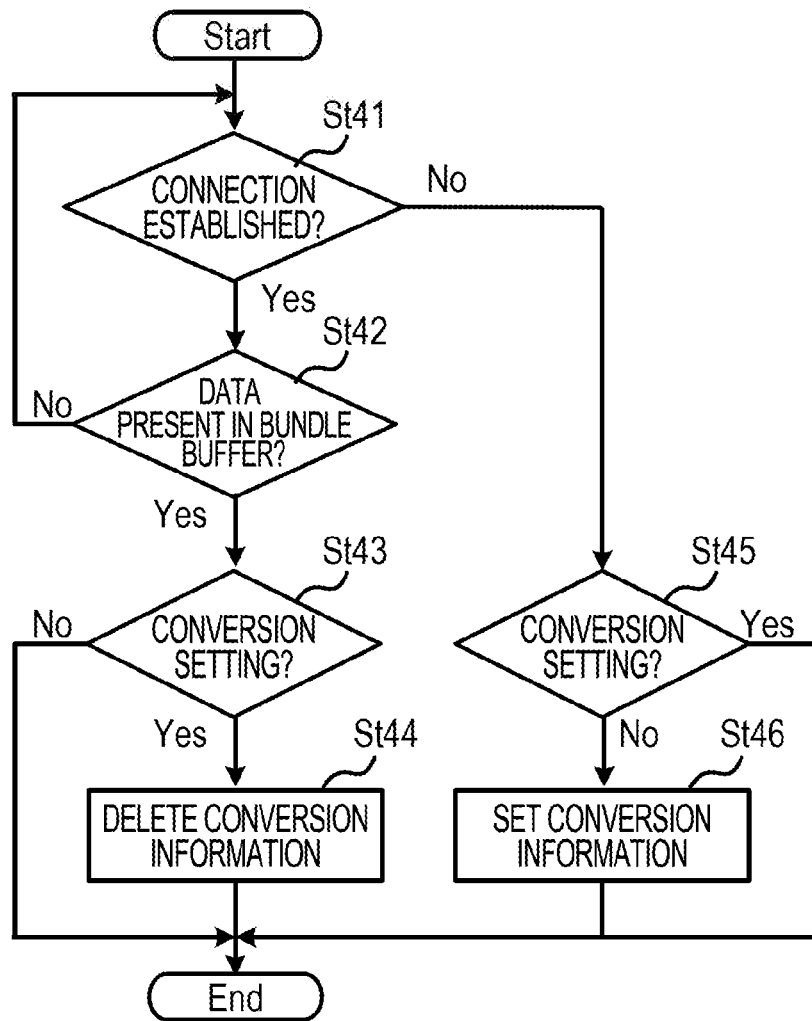 Start
St41
CONNECTION
ESTABLISHED?
No
Yes
St42
DATA
PRESENT IN BUNDLE
BUFFER?
No
Yes
St43
CONVERSION
SETTING?
No
Yes
St45
CONVERSION
SETTING?
Yes
No
St44
DELETE CONVERSION
INFORMATION
St46
SET CONVERSION
INFORMATION
End